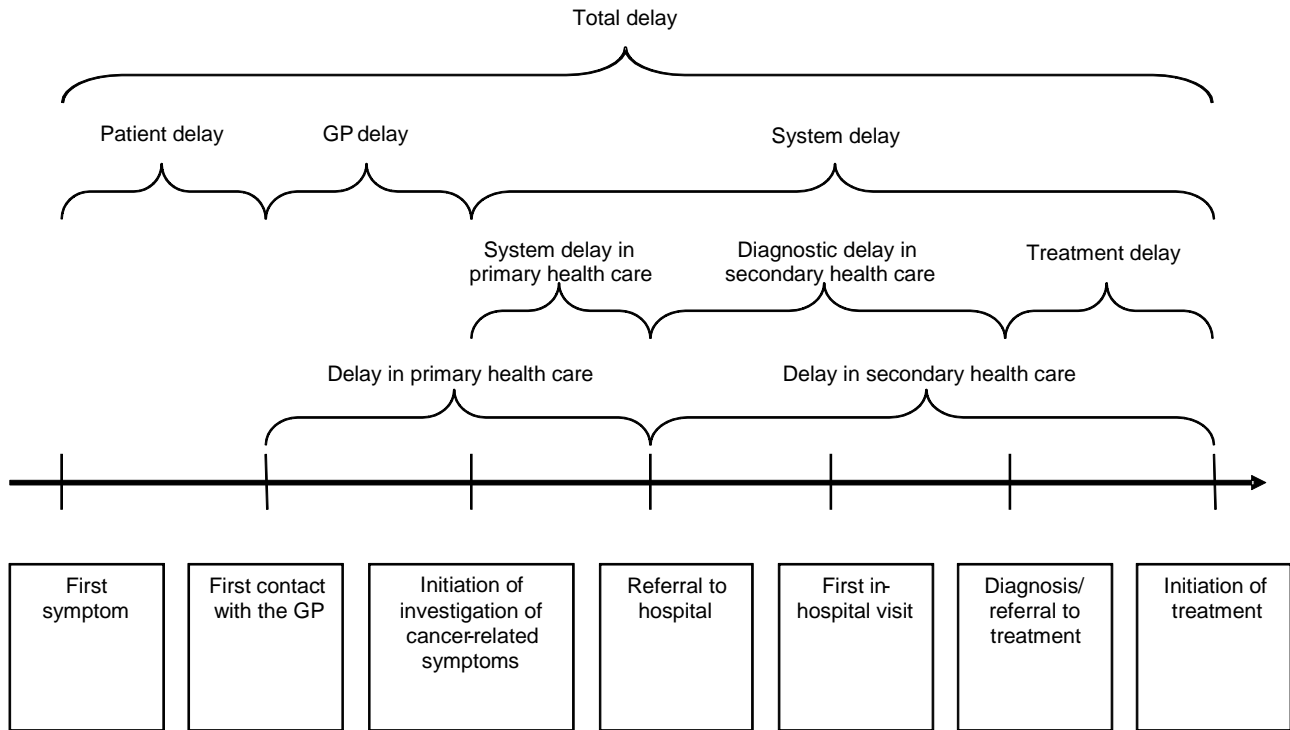 Total delay
Patient delay
GP delay
System delay
System delay in
primary health care
Diagnostic delay in
secondary health care
Treatment delay
Delay in primary health care
Delay in secondary health care
First
symptom
First contact
with the GP
Initiation of
investigation of
cancer-related
symptoms
Referral to
hospital
First in-
hospital visit
Diagnosis/
referral to
treatment
Initiation of
treatment